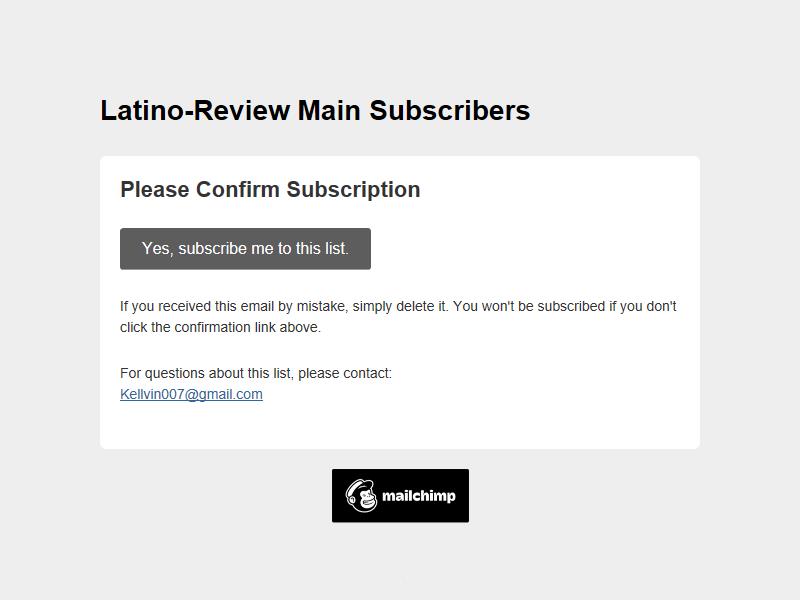 Latino-Review Main Subscribers
Please Confirm Subscription
Yes, subscribe me to this list.
If you received this email by mistake, simply delete it. You won't be subscribed if you don't
click the confirmation link above.
For questions about this list, please contact:
Kellvin007@gmail.com
mailchimp